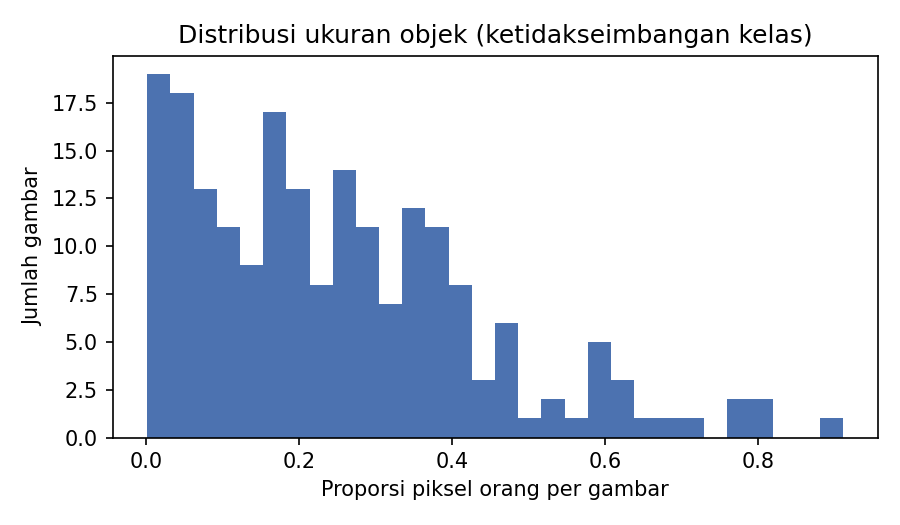 Distribusi ukuran objek (ketidakseimbangan kelas)
Jumlah gambar
17.5
15.0
12.5
10.0
7.5
5.0
2.5
0.0
0.0 0.2 0.4 0.6 0.8
Proporsi piksel orang per gambar